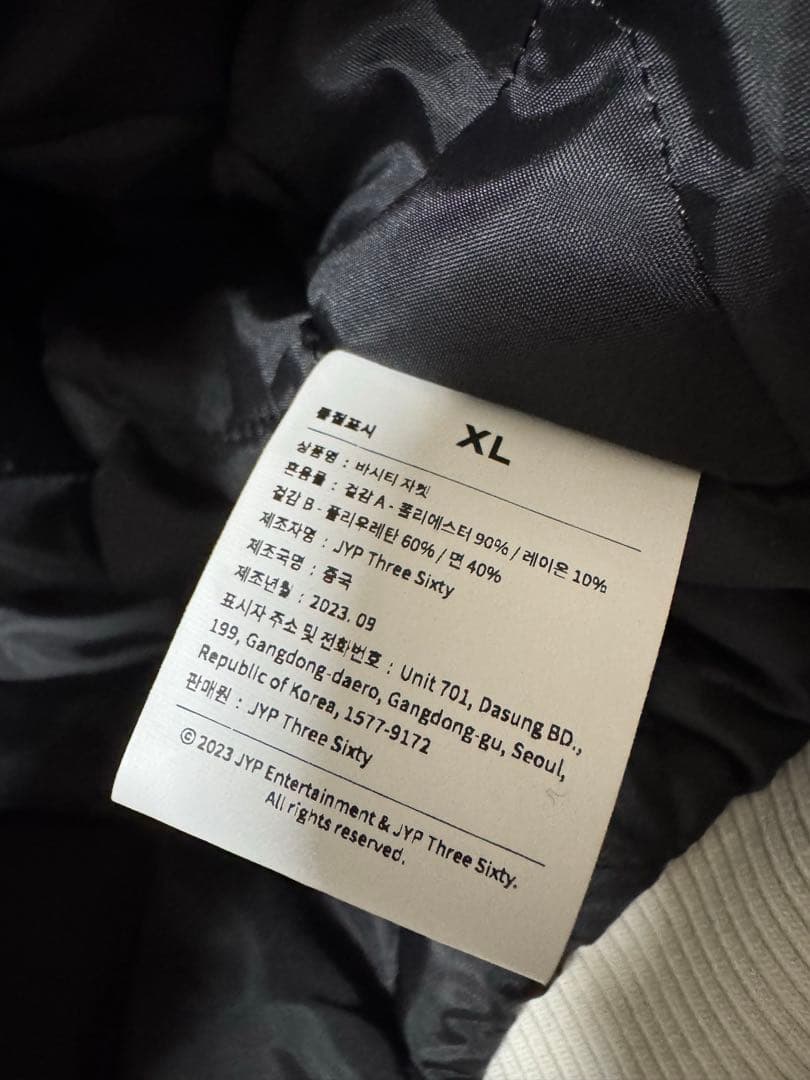 품질표시
XL
상품명 : 바시티 자켓
혼용률 : 겉감 A - 폴리에스터 90% / 레이온 10%
겉감 B - 폴리우레탄 60% / 면 40%
제조자명 : JYP Three Sixty
제조국명 : 중국
제조년월 : 2023. 09
표시자 주소 및 전화번호 : Unit 701, Dasung BD.,
199, Gangdong-daero, Gangdong-gu, Seoul,
Republic of Korea, 1577-9172
판매원 : JYP Three Sixty
© 2023 JYP Entertainment & JYP Three Sixty.
All rights reserved.